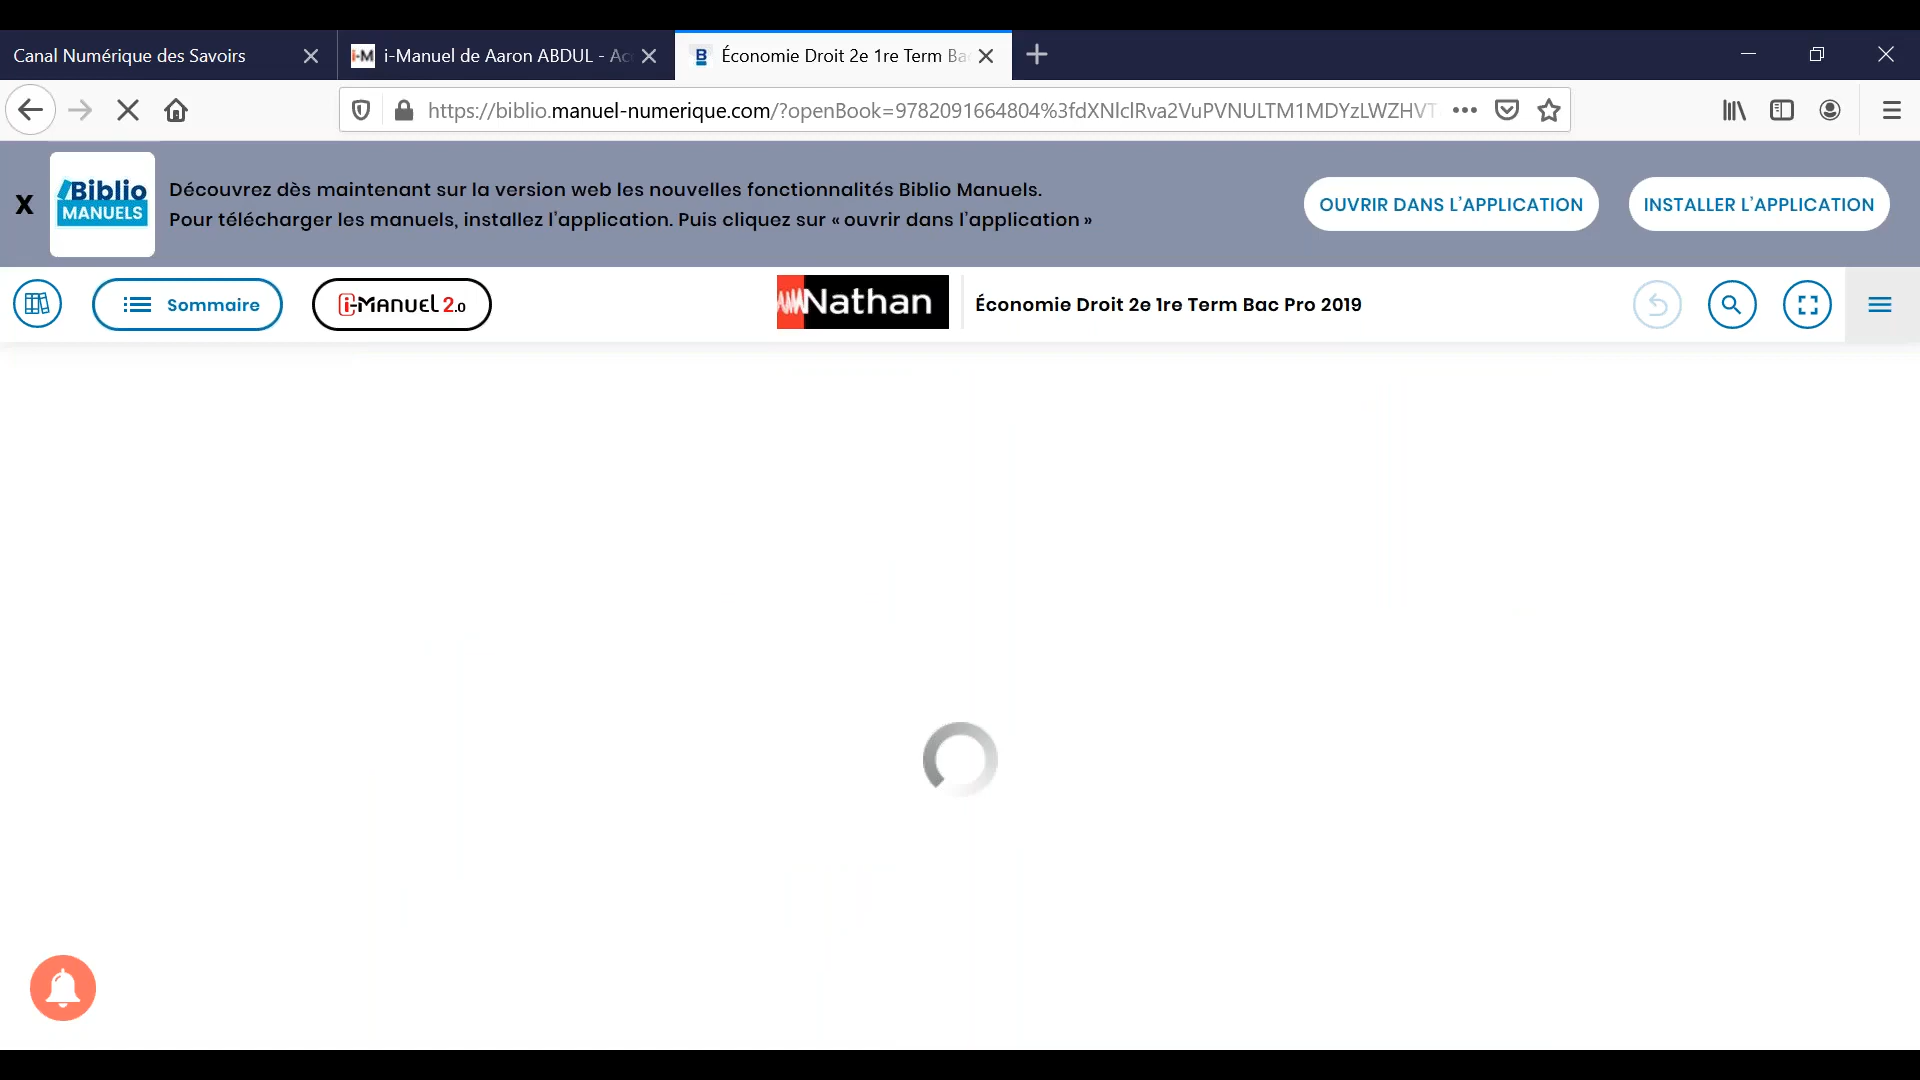 Canal Numérique des Savoirs
i-M i-Manuel de Aaron ABDUL - Ac
B Économie Droit 2e 1re Term Ba
https://biblio.manuel-numerique.com/?openBook=9782091664804%3fdXNlclRva2VuPVNULTM1MDYzLWZHVT
X
Biblio
MANUELS
Découvrez dès maintenant sur la version web les nouvelles fonctionnalités Biblio Manuels.
Pour télécharger les manuels, installez l'application. Puis cliquez sur « ouvrir dans l'application »
OUVRIR DANS L'APPLICATION
INSTALLER L'APPLICATION
Sommaire
i-MANUEL 2.0
Nathan
Économie Droit 2e 1re Term Bac Pro 2019